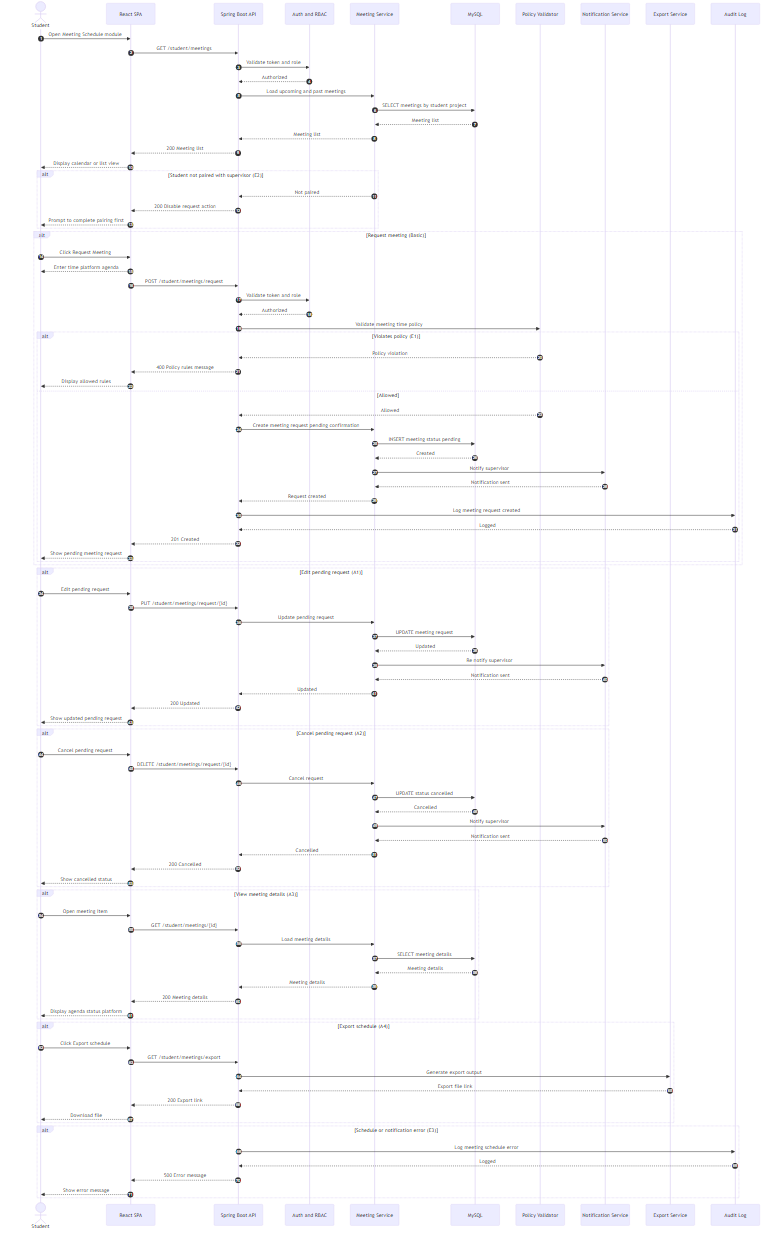 Student
React SPA
Spring Boot API
Auth and RBAC
Meeting Service
MySQL
Policy Validator
Notification Service
Export Service
Audit Log
Open Meeting Schedule module
GET /student/meetings
Validate token and role
Authorized
Load upcoming and past meetings
SELECT meetings by student project
Meeting list
Meeting list
200 Meeting list
Display calendar or list view
alt
[Student not paired with supervisor (E2)]
Not paired
200 Disable request action
Prompt to complete pairing first
alt
[Request meeting (Basic)]
Click Request Meeting
Enter time platform agenda
POST /student/meetings/request
Validate token and role
Authorized
Validate meeting time policy
alt
[Violates policy (E1)]
Policy violation
400 Policy rules message
Display allowed rules
[Allowed]
Allowed
Create meeting request pending confirmation
INSERT meeting status pending
Created
Notify supervisor
Notification sent
Request created
Log meeting request created
Logged
201 Created
Show pending meeting request
alt
[Edit pending request (A1)]
Edit pending request
PUT /student/meetings/request/[id]
Update pending request
UPDATE meeting request
Updated
Re notify supervisor
Notification sent
Updated
200 Updated
Show updated pending request
alt
[Cancel pending request (A2)]
Cancel pending request
DELETE /student/meetings/request/[id]
Cancel request
UPDATE status cancelled
Cancelled
Notify supervisor
Notification sent
Cancelled
200 Cancelled
Show cancelled status
alt
[View meeting details (A3)]
Open meeting item
GET /student/meetings/[id]
Load meeting details
SELECT meeting details
Meeting details
Meeting details
200 Meeting details
Display agenda status platform
alt
[Export schedule (A4)]
Click Export schedule
GET /student/meetings/export
Generate export output
Export file link
200 Export link
Download file
alt
[Schedule or notification error (E3)]
Log meeting schedule error
Logged
500 Error message
Show error message
Student
React SPA
Spring Boot API
Auth and RBAC
Meeting Service
MySQL
Policy Validator
Notification Service
Export Service
Audit Log